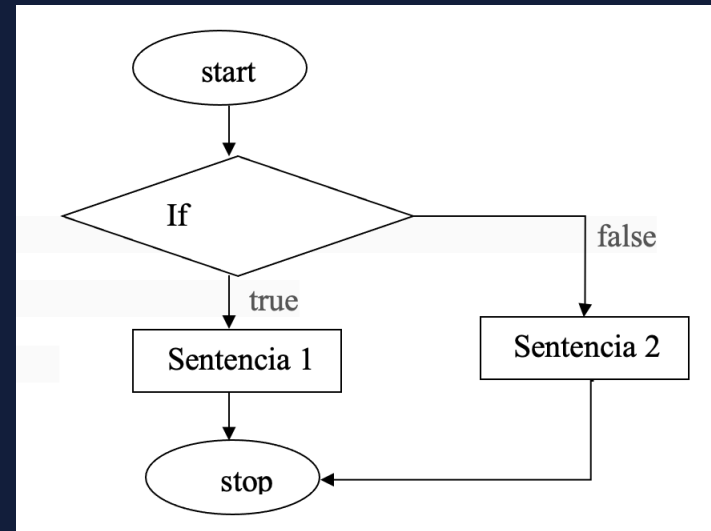 start
If
false
true
Sentencia 1
Sentencia 2
stop